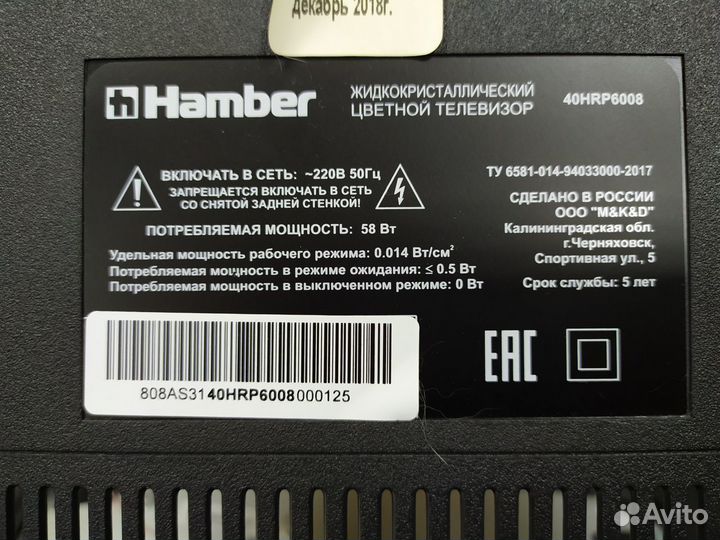 декабрь 2018г.
Hamber
ЖИДКОКРИСТАЛЛИЧЕСКИЙ
ЦВЕТНОЙ ТЕЛЕВИЗОР
40HRP6008
ВКЛЮЧАТЬ В СЕТЬ: ~220В 50Гц
ЗАПРЕЩАЕТСЯ ВКЛЮЧАТЬ В СЕТЬ
СО СНЯТОЙ ЗАДНЕЙ СТЕНКОЙ!
ПОТРЕБЛЯЕМАЯ МОЩНОСТЬ: 58 Вт
Удельная мощность рабочего режима: 0.014 Вт/см²
Потребляемая мощность в режиме ожидания: ≤ 0.5 Вт
Потребляемая мощность в выключенном режиме: 0 Вт
ТУ 6581-014-94033000-2017
СДЕЛАНО В РОССИИ
ООО "M&K&D"
Калининградская обл.
г.Черняховск,
Спортивная ул., 5
Срок службы: 5 лет
EAC
808AS3140HRP6008000125
Avito